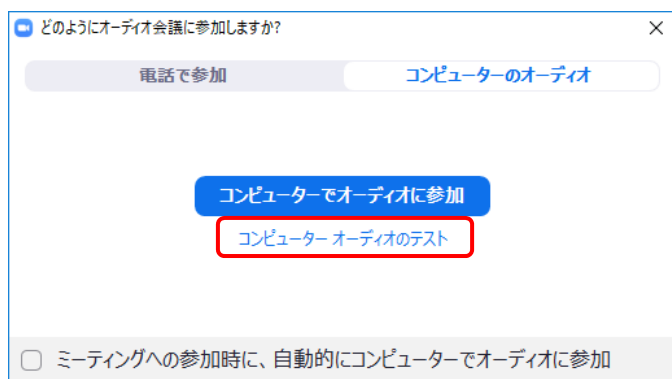 どのようにオーディオ会議に参加しますか?
電話で参加
コンピューターのオーディオ
コンピューターでオーディオに参加
コンピューター オーディオのテスト
ミーティングへの参加時に、自動的にコンピューターでオーディオに参加